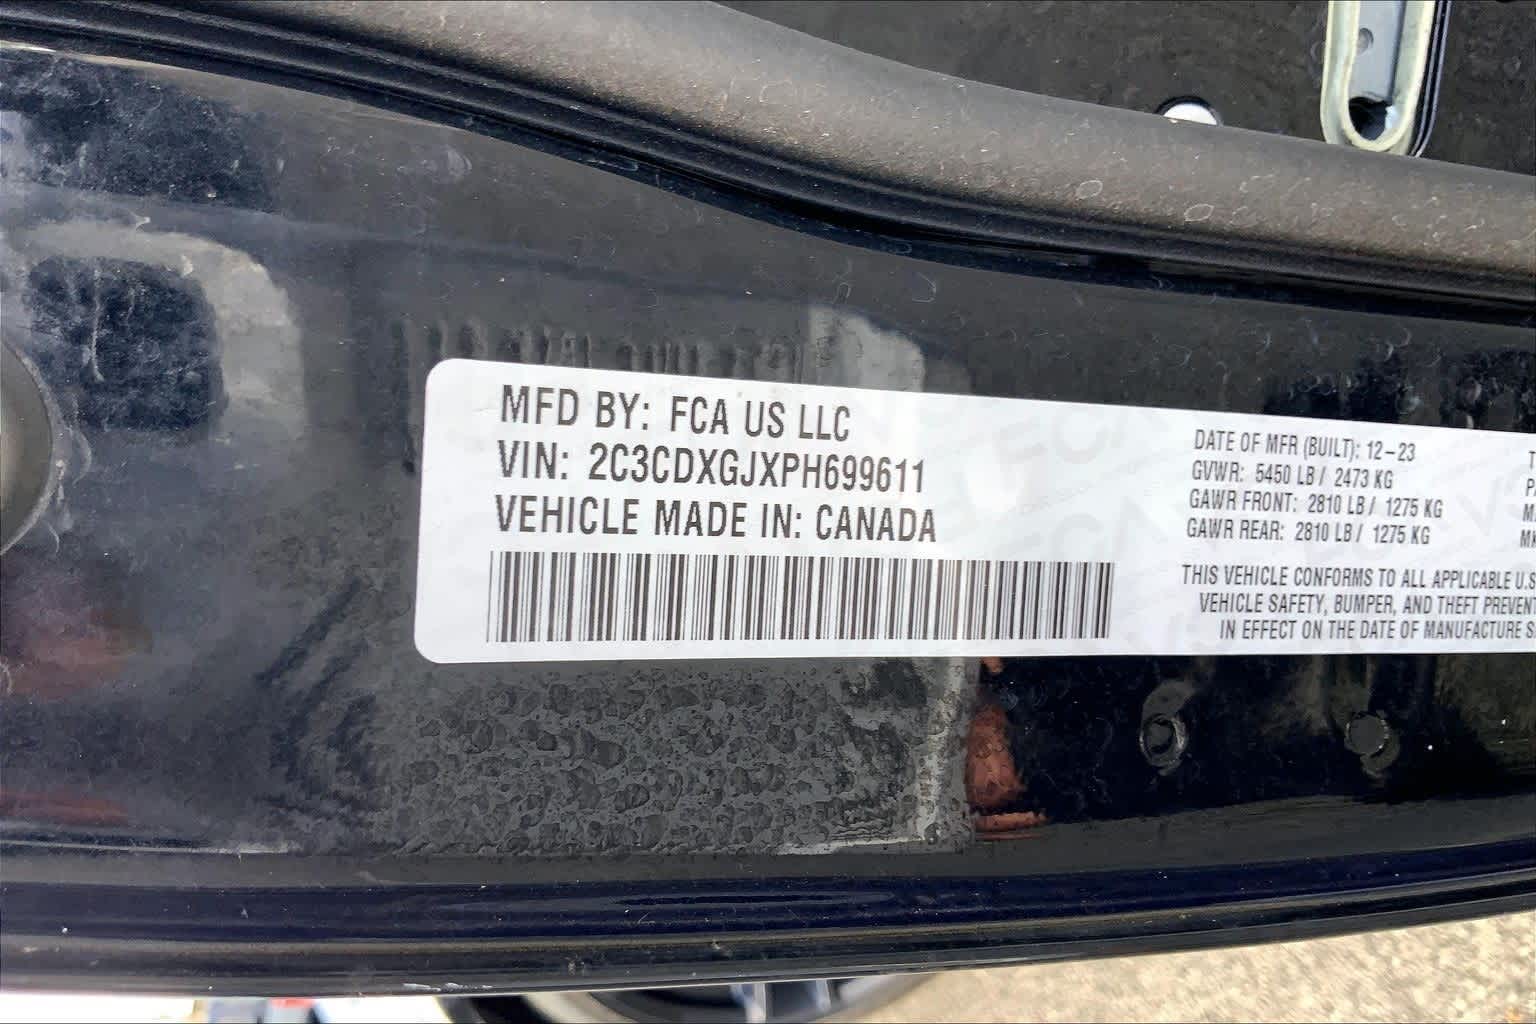 MFD BY: FCA US LLC
VIN: 2C3CDXGJXPH699611
VEHICLE MADE IN: CANADA
DATE OF MFR (BUILT): 12-23
GVWR: 5450 LB / 2473 KG
GAWR FRONT: 2810 LB / 1275 KG
GAWR REAR: 2810 LB / 1275 KG
THIS VEHICLE CONFORMS TO ALL APPLICABLE U.S
VEHICLE SAFETY, BUMPER, AND THEFT PREVENT
IN EFFECT ON THE DATE OF MANUFACTURE S
T
P
M
MK